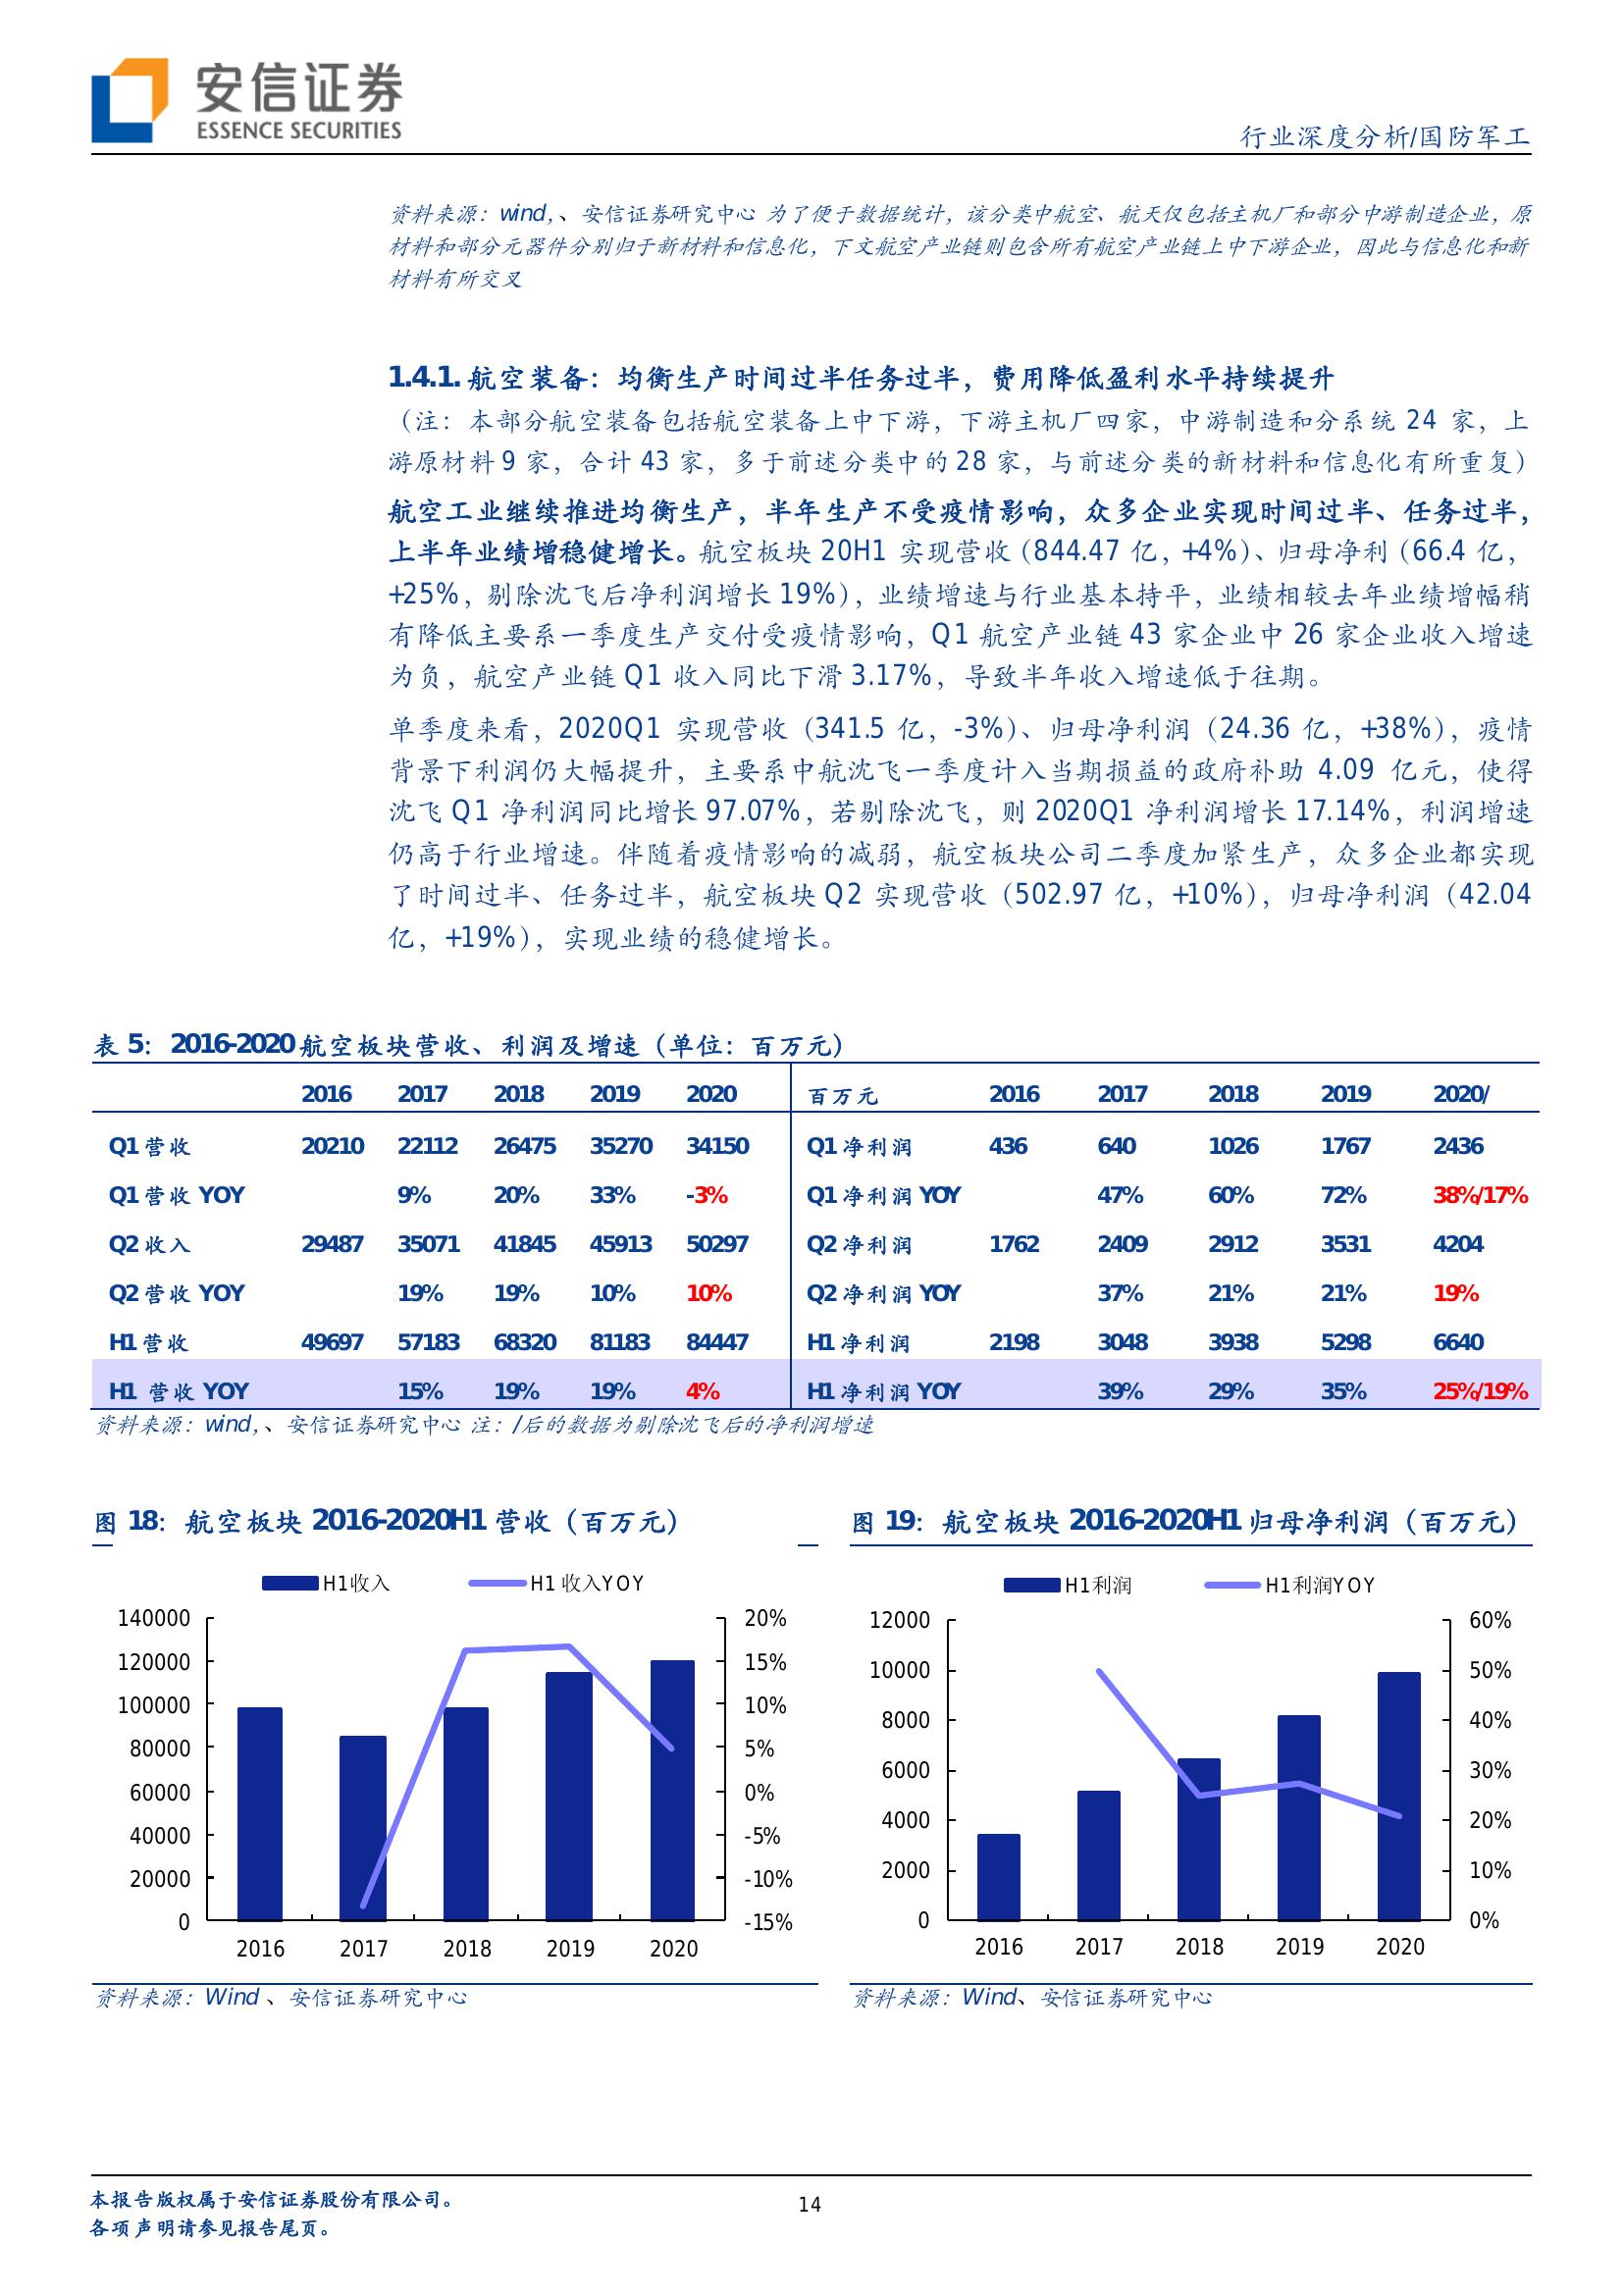 安信证券
ESSENCE SECURITIES
行业深度分析/国防军工
资料来源：wind,、安信证券研究中心 为了便于数据统计，该分类中航空、航天仅包括主机厂和部分中游制造企业，原
材料和部分元器件分别归于新材料和信息化，下文航空产业链则包含所有航空产业链上中下游企业，因此与信息化和新
材料有所交叉
1.4.1. 航空装备：均衡生产时间过半任务过半，费用降低盈利水平持续提升
（注：本部分航空装备包括航空装备上中下游，下游主机厂四家，中游制造和分系统 24 家，上
游原材料 9 家，合计 43 家，多于前述分类中的 28 家，与前述分类的新材料和信息化有所重复）
航空工业继续推进均衡生产，半年生产不受疫情影响，众多企业实现时间过半、任务过半，
上半年业绩增稳健增长。航空板块 20H1 实现营收（844.47 亿，+4%）、归母净利（66.4 亿，
+25%，剔除沈飞后净利润增长 19%），业绩增速与行业基本持平，业绩相较去年业绩增幅稍
有降低主要系一季度生产交付受疫情影响，Q1 航空产业链 43 家企业中 26 家企业收入增速
为负，航空产业链 Q1 收入同比下滑 3.17%，导致半年收入增速低于往期。
单季度来看，2020Q1 实现营收（341.5 亿，-3%）、归母净利润（24.36 亿，+38%），疫情
背景下利润仍大幅提升，主要系中航沈飞一季度计入当期损益的政府补助 4.09 亿元，使得
沈飞 Q1 净利润同比增长 97.07%，若剔除沈飞，则 2020Q1 净利润增长 17.14%，利润增速
仍高于行业增速。伴随着疫情影响的减弱，航空板块公司二季度加紧生产，众多企业都实现
了时间过半、任务过半，航空板块 Q2 实现营收（502.97 亿，+10%），归母净利润（42.04
亿，+19%），实现业绩的稳健增长。
表 5：2016-2020 航空板块营收、利润及增速（单位：百万元）
2016 2017 2018 2019 2020 百万元 2016 2017 2018 2019 2020/
Q1 营收 20210 22112 26475 35270 34150 Q1 净利润 436 640 1026 1767 2436
Q1 营收 YOY 9% 20% 33% -3% Q1 净利润 YOY 47% 60% 72% 38%/17%
Q2 收入 29487 35071 41845 45913 50297 Q2 净利润 1762 2409 2912 3531 4204
Q2 营收 YOY 19% 19% 10% 10% Q2 净利润 YOY 37% 21% 21% 19%
H1 营收 49697 57183 68320 81183 84447 H1 净利润 2198 3048 3938 5298 6640
H1 营收 YOY 15% 19% 19% 4% H1 净利润 YOY 39% 29% 35% 25%/19%
资料来源：wind,、安信证券研究中心 注：/后的数据为剔除沈飞后的净利润增速
图 18：航空板块 2016-2020H1 营收（百万元）
H1收入 H1 收入YOY
140000 20%
120000 15%
100000 10%
80000 5%
60000 0%
40000 -5%
20000 -10%
0 -15%
2016 2017 2018 2019 2020
资料来源：Wind 、安信证券研究中心
图 19：航空板块 2016-2020H1 归母净利润（百万元）
H1利润 H1利润YOY
12000 60%
10000 50%
8000 40%
6000 30%
4000 20%
2000 10%
0 0%
2016 2017 2018 2019 2020
资料来源：Wind、安信证券研究中心
本报告版权属于安信证券股份有限公司。
各项声明请参见报告尾页。
14